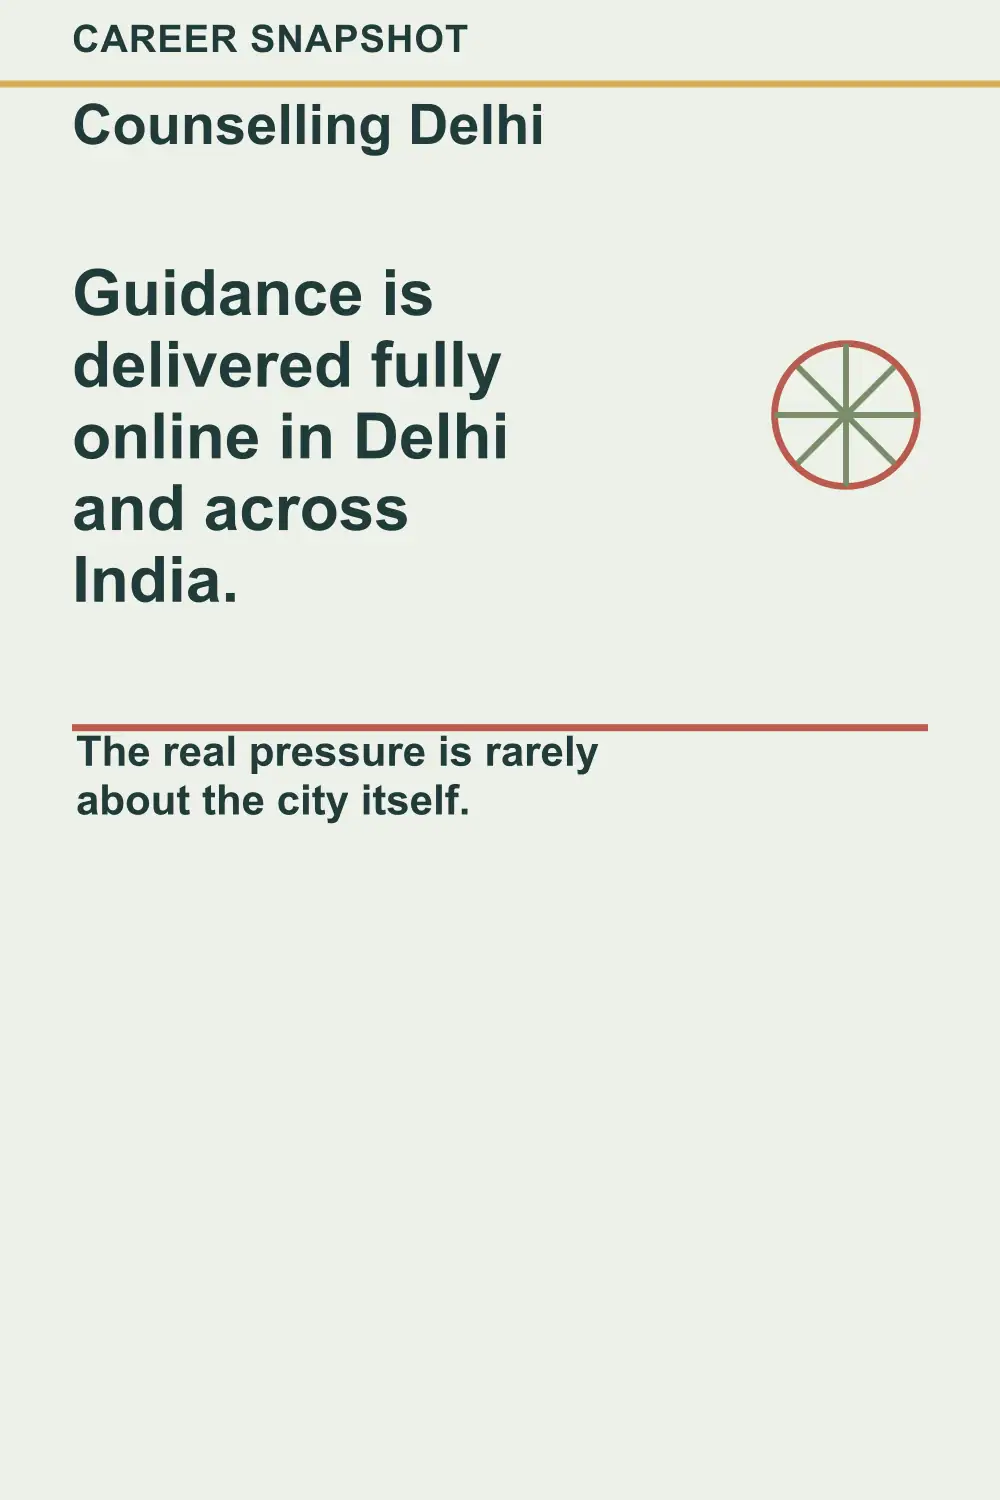 CAREER SNAPSHOT
Counselling Delhi
Guidance is
delivered fully
online in Delhi
and across
India.
The real pressure is rarely
about the city itself.